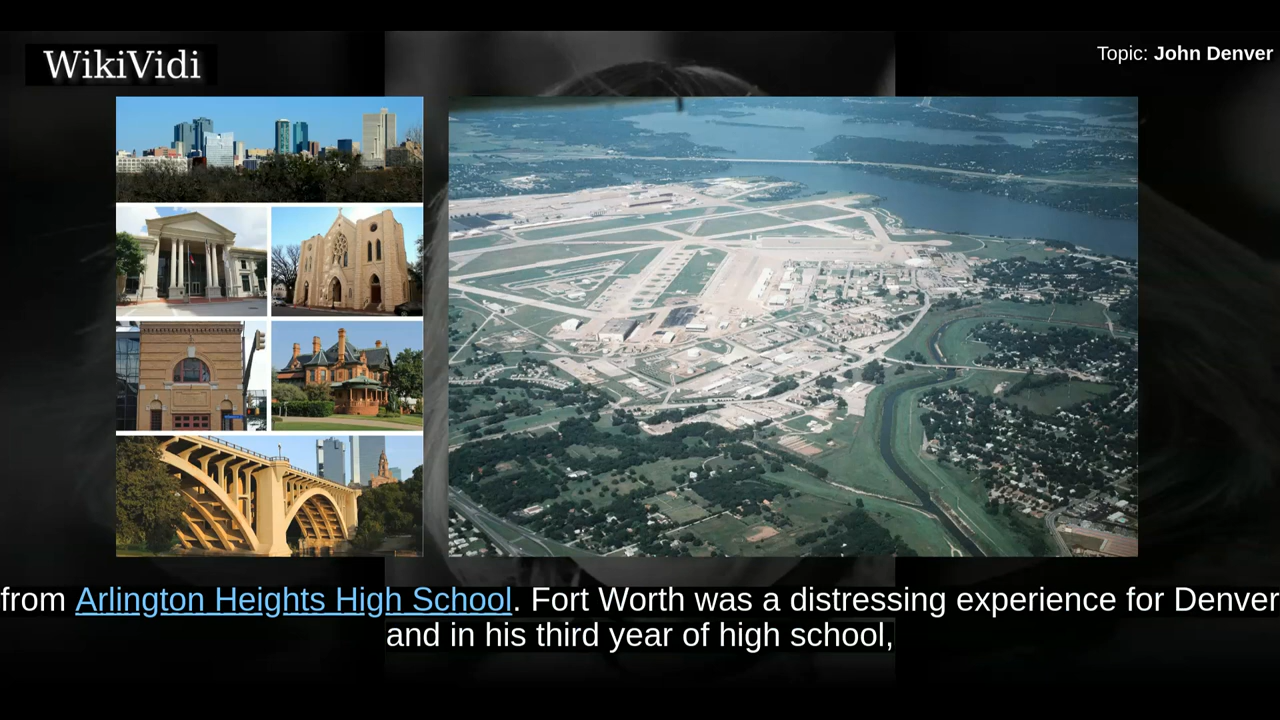 WikiVidi
Topic: John Denver
from Arlington Heights High School. Fort Worth was a distressing experience for Denver
and in his third year of high school,